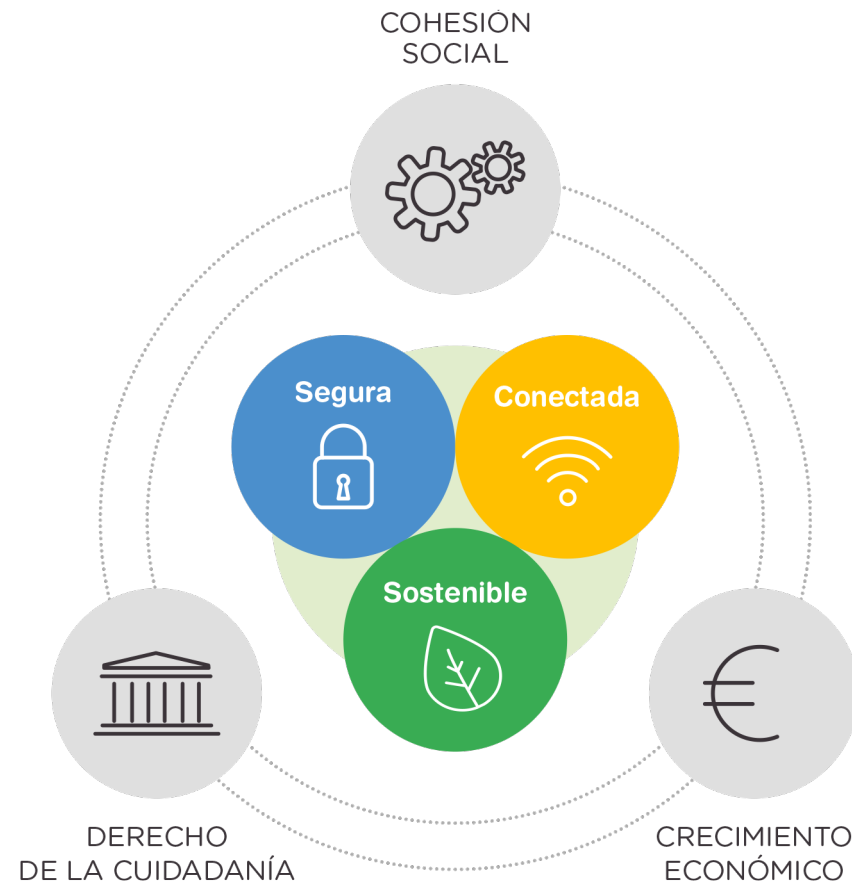 COHESIÓN
SOCIAL
Segura
Conectada
Sostenible
DERECHO
DE LA CUIDADANÍA
CRECIMIENTO
ECONÓMICO